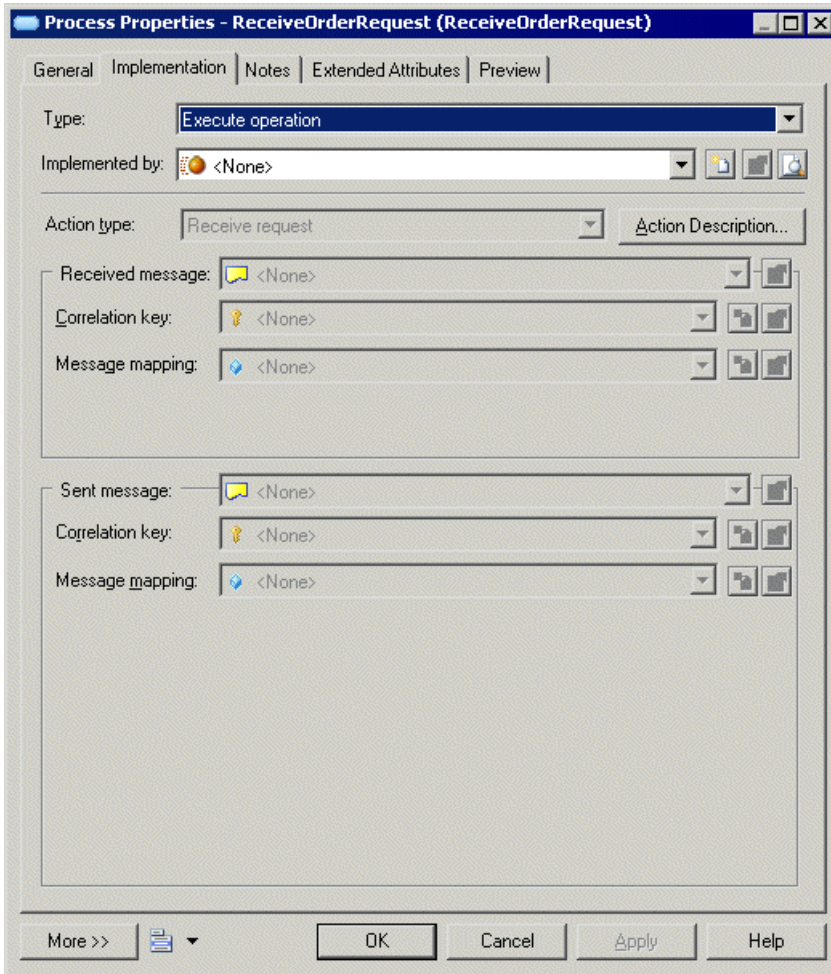 Process Properties - ReceiveOrderRequest (ReceiveOrderRequest)
General Implementation Notes Extended Attributes Preview
Type: Execute operation
Implemented by: <None>
Action type: Receive request Action Description...
Received message: <None>
Correlation key: <None>
Message mapping: <None>
Sent message: <None>
Correlation key: <None>
Message mapping: <None>
More >> OK Cancel Apply Help